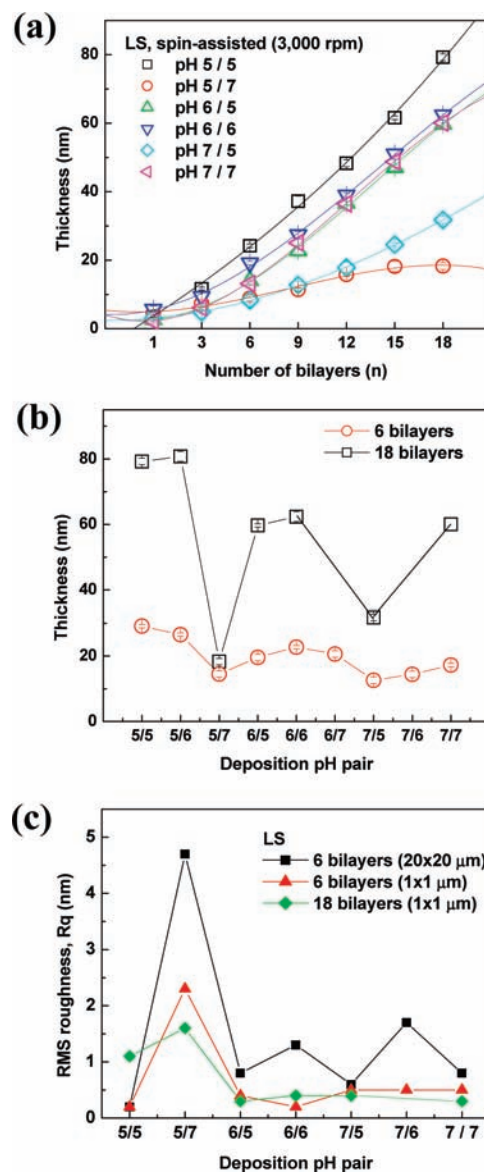 (a)
LS, spin-assisted (3,000 rpm)
pH 5 / 5
pH 5 / 7
pH 6 / 5
pH 6 / 6
pH 7 / 5
pH 7 / 7
Thickness (nm)
80
60
40
20
0
1 3 6 9 12 15 18
Number of bilayers (n)
(b)
6 bilayers
18 bilayers
Thickness (nm)
80
60
40
20
0
5/5 5/6 5/7 6/5 6/6 6/7 7/5 7/6 7/7
Deposition pH pair
(c)
LS
6 bilayers (20x20 μm)
6 bilayers (1x1 μm)
18 bilayers (1x1 μm)
RMS roughness, Rq (nm)
5
4
3
2
1
0
5/5 5/7 6/5 6/6 7/5 7/6 7 / 7
Deposition pH pair